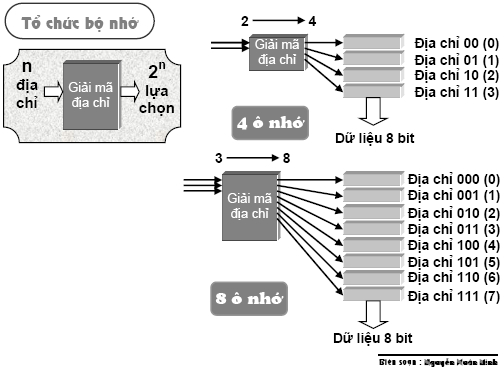 Tổ chức bộ nhớ
n
địa
chỉ
Giải mã
địa chỉ
2ⁿ
lựa
chọn
2 4
Giải mã
địa chỉ
Địa chỉ 00 (0)
Địa chỉ 01 (1)
Địa chỉ 10 (2)
Địa chỉ 11 (3)
4 ô nhớ
Dữ liệu 8 bit
3 8
Giải mã
địa chỉ
Địa chỉ 000 (0)
Địa chỉ 001 (1)
Địa chỉ 010 (2)
Địa chỉ 011 (3)
Địa chỉ 100 (4)
Địa chỉ 101 (5)
Địa chỉ 110 (6)
Địa chỉ 111 (7)
8 ô nhớ
Dữ liệu 8 bit
Biên soạn : Nguyễn